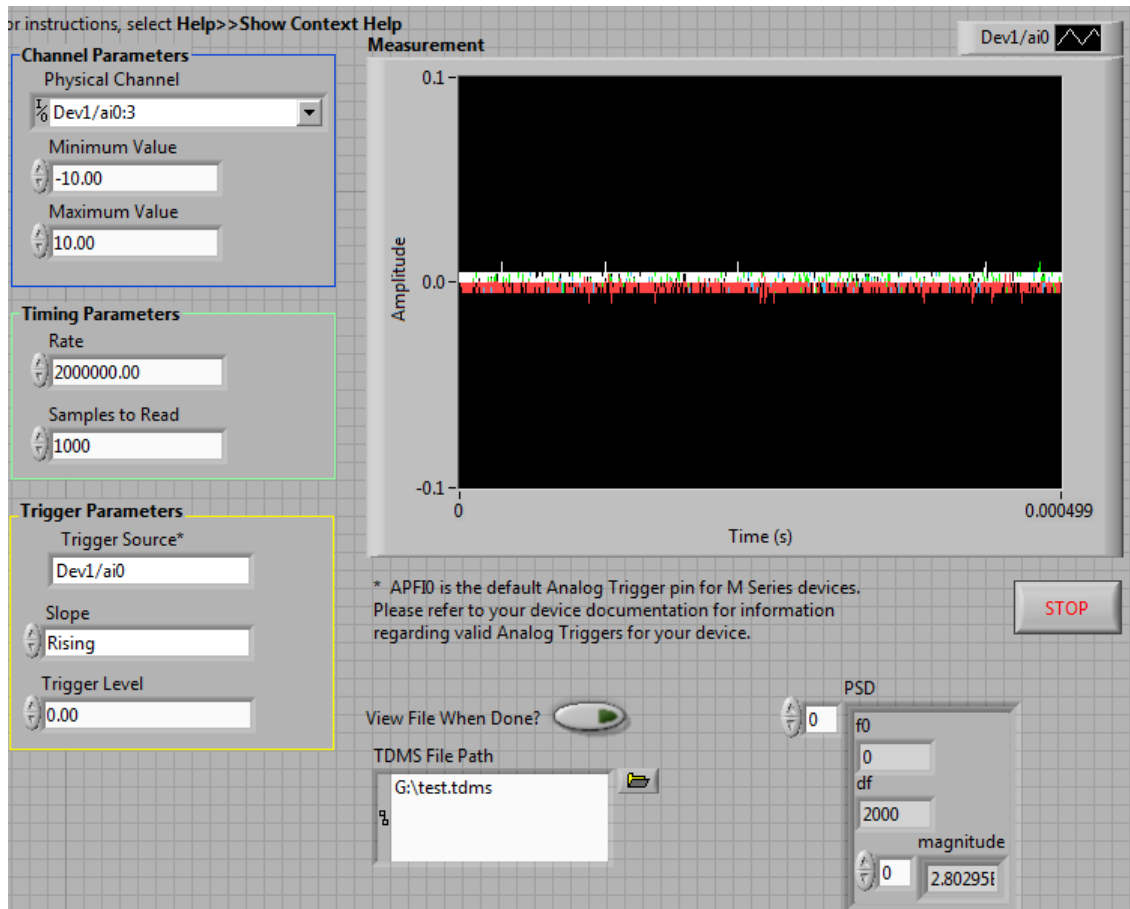 or instructions, select Help>>Show Context Help
Channel Parameters
Physical Channel
Dev1/ai0:3
Minimum Value
-10.00
Maximum Value
10.00
Timing Parameters
Rate
2000000.00
Samples to Read
1000
Trigger Parameters
Trigger Source*
Dev1/ai0
Slope
Rising
Trigger Level
0.00
Measurement
Dev1/ai0
0.1
0.0
-0.1
Amplitude
0
0.000499
Time (s)
* APFI0 is the default Analog Trigger pin for M Series devices.
Please refer to your device documentation for information
regarding valid Analog Triggers for your device.
STOP
View File When Done?
TDMS File Path
G:\test.tdms
PSD
0
f0
0
df
2000
magnitude
0
2.80295E